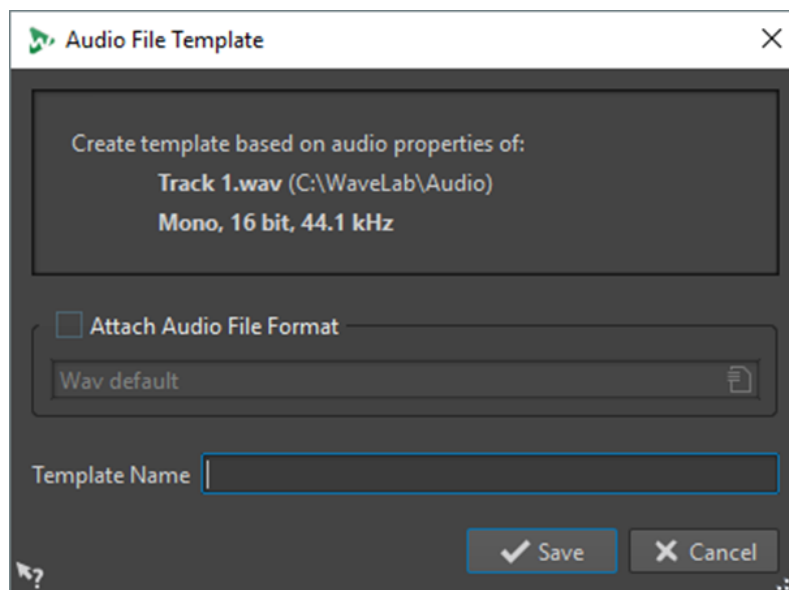 Audio File Template
Create template based on audio properties of:
Track 1.wav (C:\WaveLab\Audio)
Mono, 16 bit, 44.1 kHz
Attach Audio File Format
Wav default
Template Name
Save Cancel
?